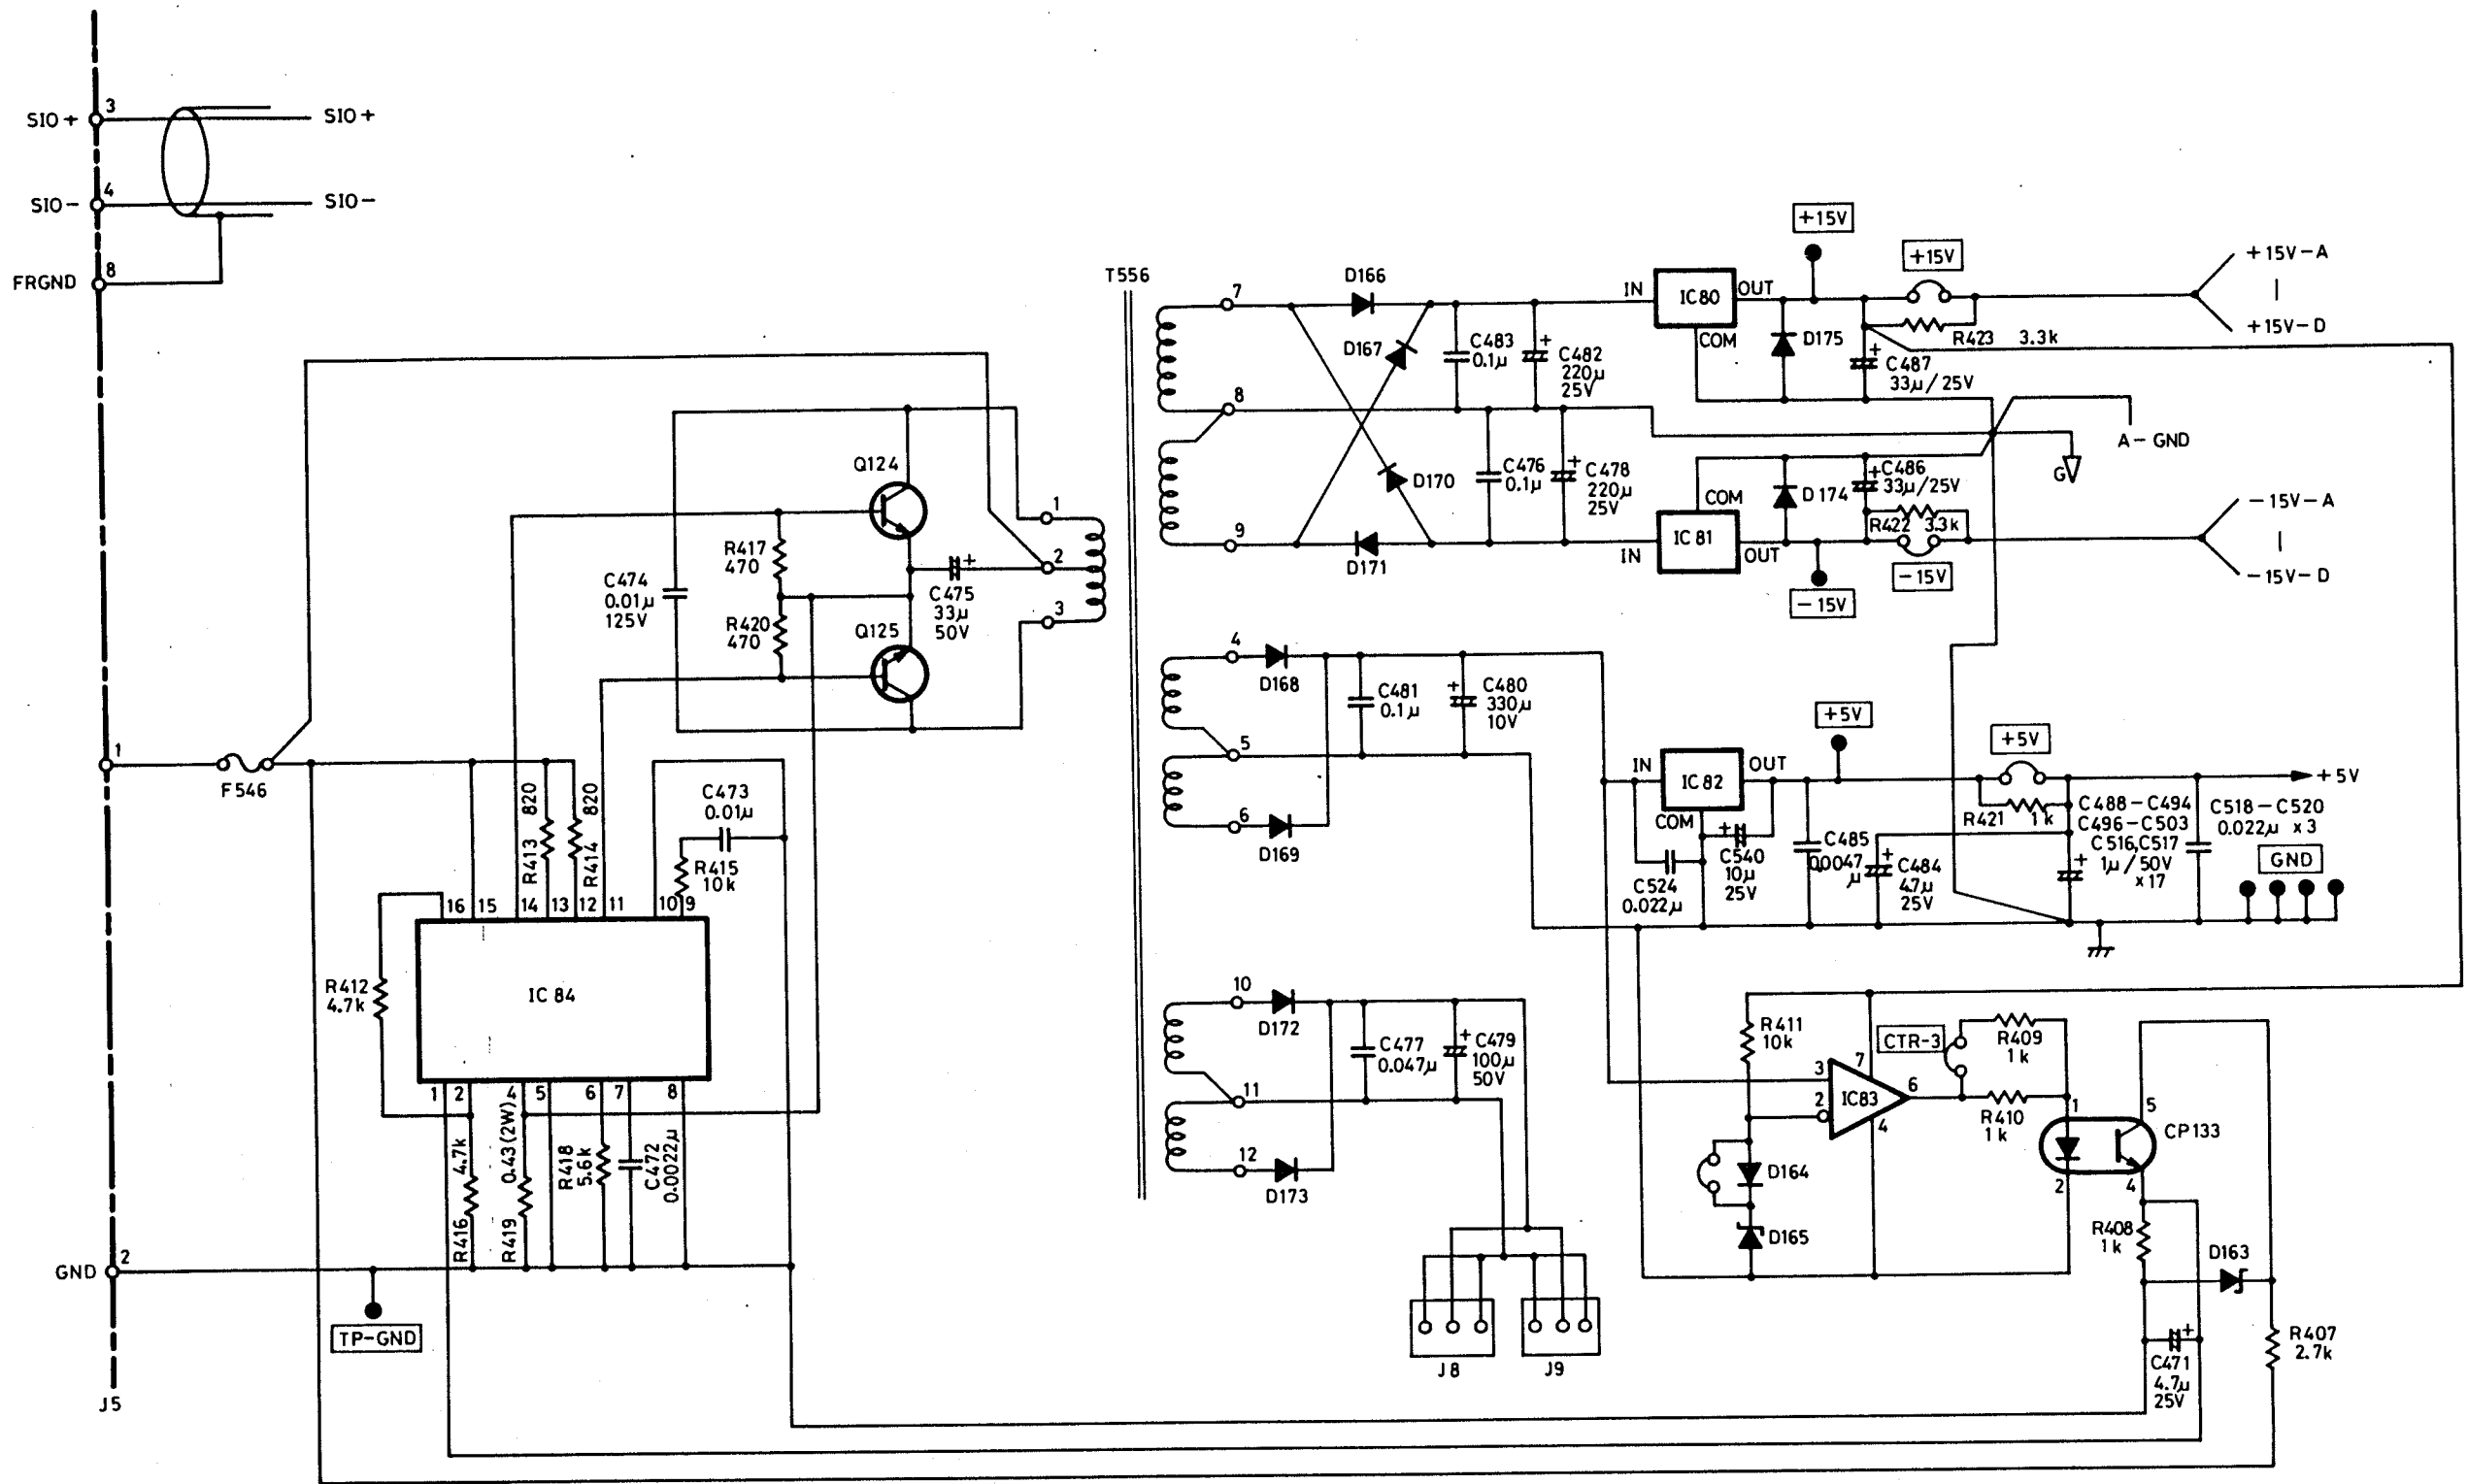 3
SIO+
SIO+
4
SIO-
SIO-
8
FRGND
1
F546
GND
2
TP-GND
J5
C474
0.01µ
125V
Q124
R417
470
R420
470
Q125
C475
33µ
50V
1
2
3
T556
R413 820
R414 820
C473
0.01µ
R415
10k
16
15
14
13
12
11
10
9
R412
4.7k
IC 84
1
2
4
5
6
7
8
R416 4.7k
R419 0.43(2W)
R418
5.6k
C472
0.0022µ
7
8
9
D166
D167
D170
D171
C483
0.1µ
C482
220µ
25V
C476
0.1µ
C478
220µ
25V
IN
IC80
OUT
COM
+15V
+15V
D175
R423 3.3k
C487
33µ/25V
+15V-A
+15V-D
A-GND
G
COM
IC 81
IN
OUT
D174
C486
33µ/25V
R422 3.3k
-15V
-15V
-15V-A
-15V-D
4
5
6
D168
D169
C481
0.1µ
C480
330µ
10V
IN
IC 82
OUT
COM
+5V
+5V
+5V
C524
0.022µ
C540
10µ
25V
C485
0.0047
µ
C484
47µ
25V
R421 1k
C488-C494
C496-C503
C516,C517
1µ/50V
x17
C518-C520
0.022µ x3
GND
10
11
12
D172
D173
C477
0.047µ
C479
100µ
50V
J8
J9
R411
10k
3
2
7
IC83
6
4
D164
D165
CTR-3
R409
1k
R410
1k
1
2
5
4
CP133
R408
1k
D163
C471
4.7µ
25V
R407
2.7k